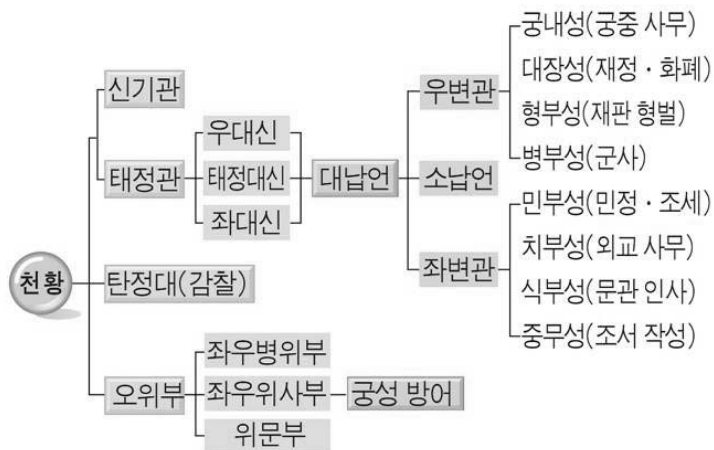 천황
신기관
태정관
우대신
태정대신
좌대신
대납언
우변관
소납언
좌변관
궁내성(궁중 사무)
대장성(재정·화폐)
형부성(재판 형벌)
병부성(군사)
민부성(민정·조세)
치부성(외교 사무)
식부성(문관 인사)
중무성(조서 작성)
탄정대(감찰)
오위부
좌우병위부
좌우위사부
위문부
궁성 방어